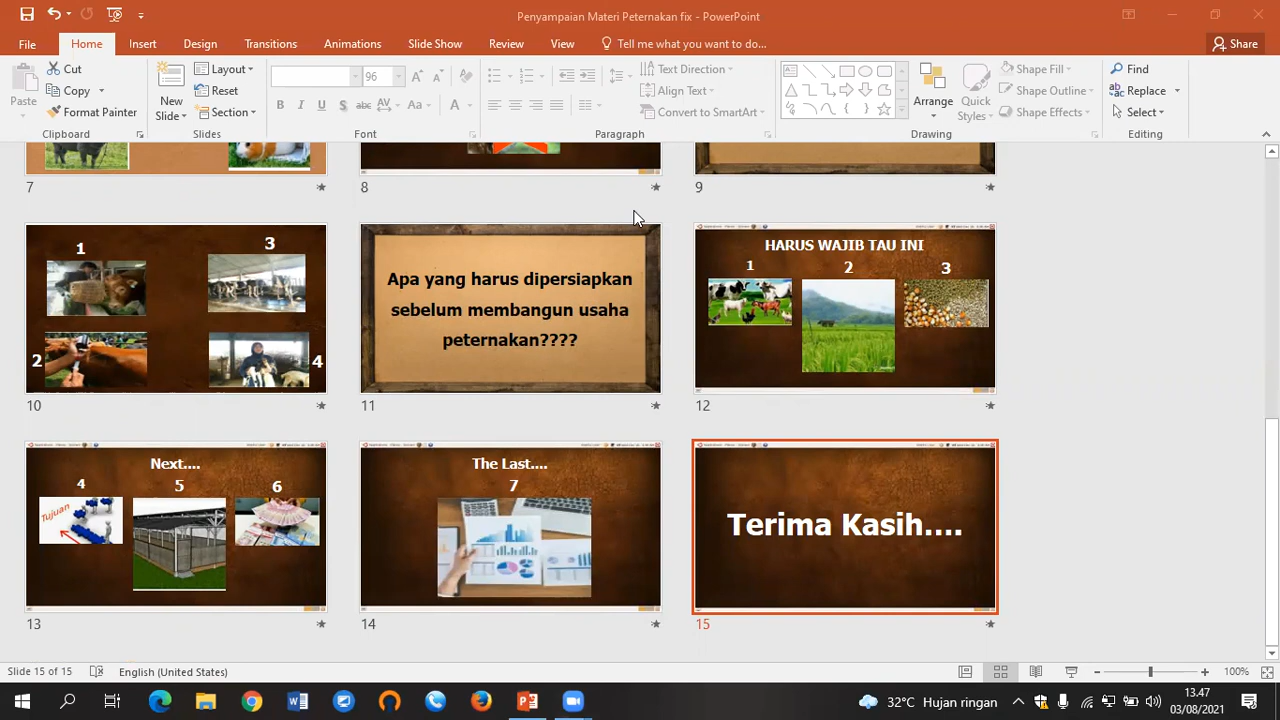 Penyampaian Materi Peternakan fix - PowerPoint
File Home Insert Design Transitions Animations Slide Show Review View Tell me what you want to do... Share
Paste
Cut
Copy
Format Painter
Clipboard
New Slide
Layout
Reset
Section
Slides
96
B I U S abc AV Aa A
Font
Text Direction
Align Text
Convert to SmartArt
Paragraph
Arrange
Quick Styles
Shape Fill
Shape Outline
Shape Effects
Drawing
Find
Replace
Select
Editing
7
8
9
1
3
2
4
10
Apa yang harus dipersiapkan
sebelum membangun usaha
peternakan????
11
HARUS WAJIB TAU INI
1
2
3
12
Next....
4
5
6
Tujuan
13
The Last....
7
14
Terima Kasih....
15
Slide 15 of 15 English (United States) 100%
32°C Hujan ringan
13.47
03/08/2021